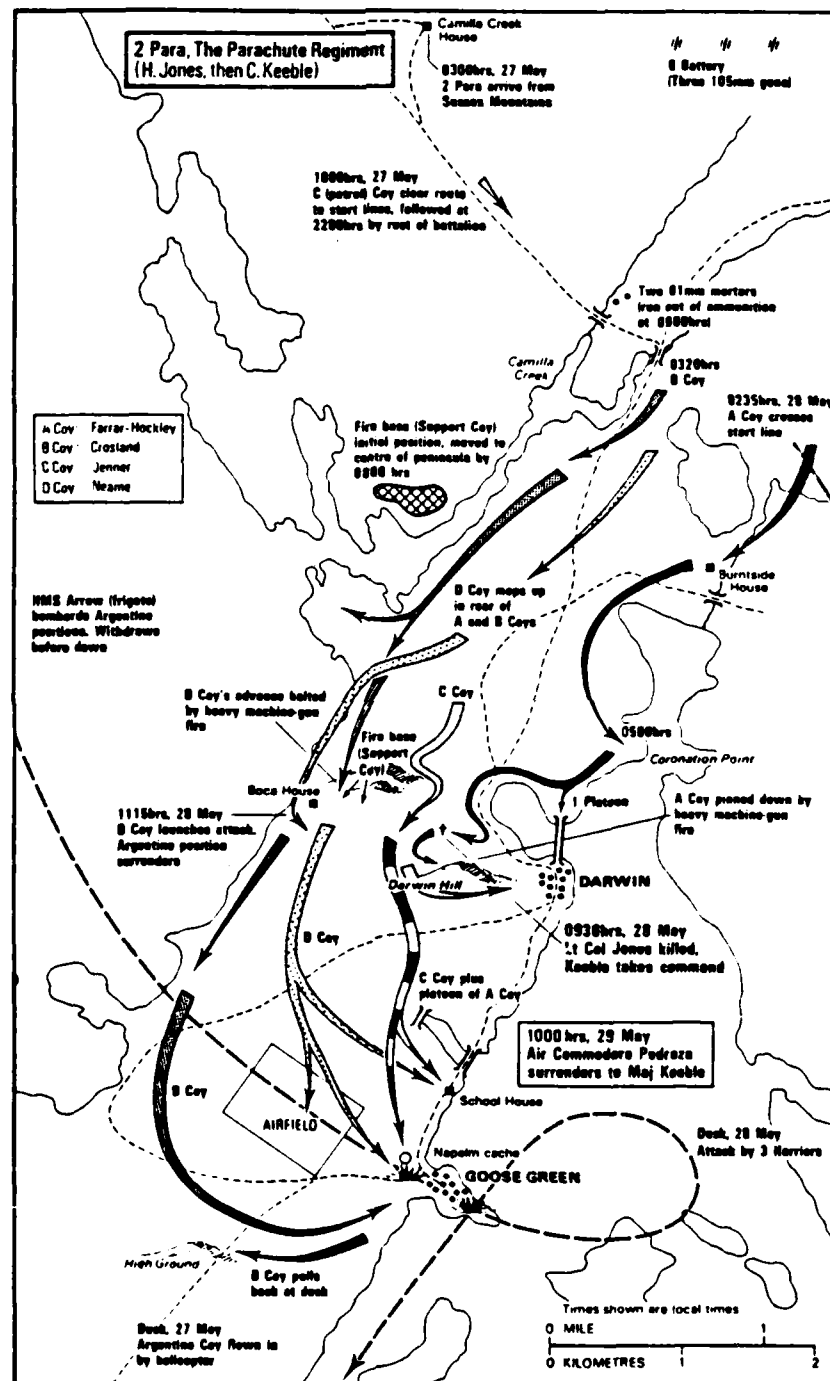 Camilla Creek
House
2 Para, The Parachute Regiment
(H. Jones, then C. Keeble)
0300hrs, 27 May
2 Para arrive from
Sussex Mountains
8 Battery
(Three 105mm guns)
1800hrs, 27 May
C (patrol) Coy clear route
to start lines, followed at
2200hrs by rest of battalion
Two 81mm mortars
(run out of ammunition
at
Camilla
Creek
0320hrs
B Coy
0235hrs, 28 May
A Coy crosses
start line
A Coy Farrar-Hockley
B Coy Crosland
C Coy Jenner
D Coy Neame
Fire base (Support Coy)
initial position, moved to
centre of peninsula by
hrs
Burntside
House
HMS Arrow (frigate)
bombards Argentine
positions. Withdraws
before dawn
D Coy mops up
in rear of
A and B Coys
B Coy's advance halted
by heavy machine-gun
fire
C Coy
0500hrs
Coronation Point
Fire base
(Support
Coy)
Boca House
1 Platoon
A Coy pinned down by
heavy machine-gun
fire
1115hrs, 28 May
Coy launches attack.
Argentine position
surrenders
Darwin Hill
DARWIN
0930hrs, 28 May
Lt Col Jones killed,
Keeble takes command
Coy
C Coy plus
platoon of A Coy
1000hrs, 29 May
Air Commodore Pedroza
surrenders to Maj Keeble
B Coy
School House
AIRFIELD
Napalm cache
GOOSE GREEN
Dusk, 28 May
Attack by 3 Harriers
High Ground
B Coy pulls
back at dusk
Times shown are local times
0 MILE 1
Dusk, 27 May
Argentine Coy flown in
by helicopter
0 KILOMETRES 1 2